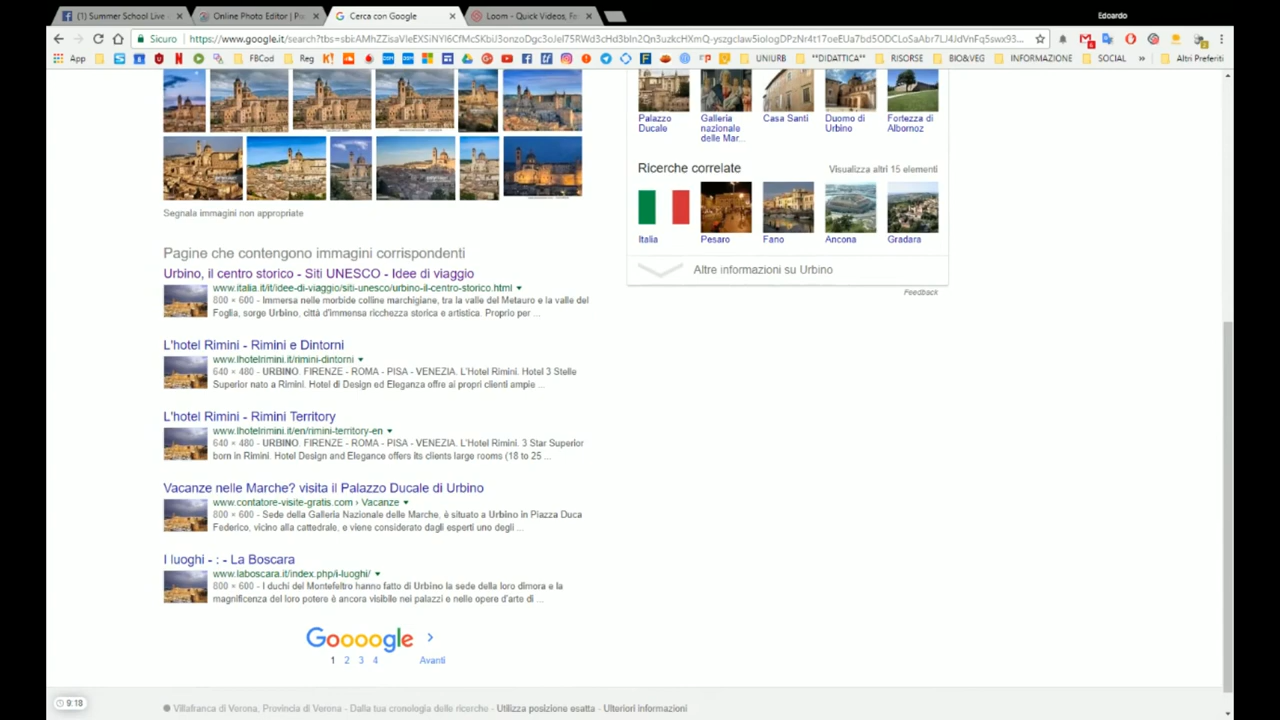 (1) Summer School Live
Online Photo Editor | Pi
Cerca con Google
Loom - Quick Videos, F
Edoardo
Sicuro
App
FBCod
Reg
UNIURB
**DIDATTICA**
RISORSE
BIO&VEG
INFORMAZIONE
SOCIAL
»
Altri Preferiti
Palazzo Ducale
Galleria nazionale delle Mar...
Casa Santi
Duomo di Urbino
Fortezza di Albornoz
Ricerche correlate
Visualizza altri 15 elementi
Italia
Pesaro
Fano
Ancona
Gradara
Altre informazioni su Urbino
Feedback
Segnala immagini non appropriate
Pagine che contengono immagini corrispondenti
Urbino, il centro storico - Siti UNESCO - Idee di viaggio
www.italia.it/it/idee-di-viaggio/siti-unesco/urbino-il-centro-storico.html
800 × 600 - Immersa nelle morbide colline marchigiane, tra la valle del Metauro e la valle del
Foglia, sorge Urbino, città d'immensa ricchezza storica e artistica. Proprio per ...
L'hotel Rimini - Rimini e Dintorni
www.lhotelrimini.it/rimini-dintorni
640 × 480 - URBINO. FIRENZE - ROMA - PISA - VENEZIA. L'Hotel Rimini. Hotel 3 Stelle
Superior nato a Rimini. Hotel di Design ed Eleganza offre ai propri clienti ampie ...
L'hotel Rimini - Rimini Territory
www.lhotelrimini.it/en/rimini-territory-en
640 × 480 - URBINO. FIRENZE - ROMA - PISA - VENEZIA. L'Hotel Rimini. 3 Star Superior
born in Rimini. Hotel Design and Elegance offers its clients large rooms (18 to 25 ...
Vacanze nelle Marche? visita il Palazzo Ducale di Urbino
www.contatore-visite-gratis.com › Vacanze
800 × 600 - Sede della Galleria Nazionale delle Marche, è situato a Urbino in Piazza Duca
Federico, vicino alla cattedrale, e viene considerato dagli esperti uno degli ...
I luoghi - : - La Boscara
www.laboscara.it/index.php/i-luoghi/
800 × 600 - I duchi del Montefeltro hanno fatto di Urbino la sede della loro dimora e la
magnificenza del loro potere è ancora visibile nei palazzi e nelle opere d'arte di ...
Goooogle
1 2 3 4 Avanti
9:18
Villafranca di Verona, Provincia di Verona - Dalla tua cronologia delle ricerche - Utilizza posizione esatta - Ulteriori informazioni